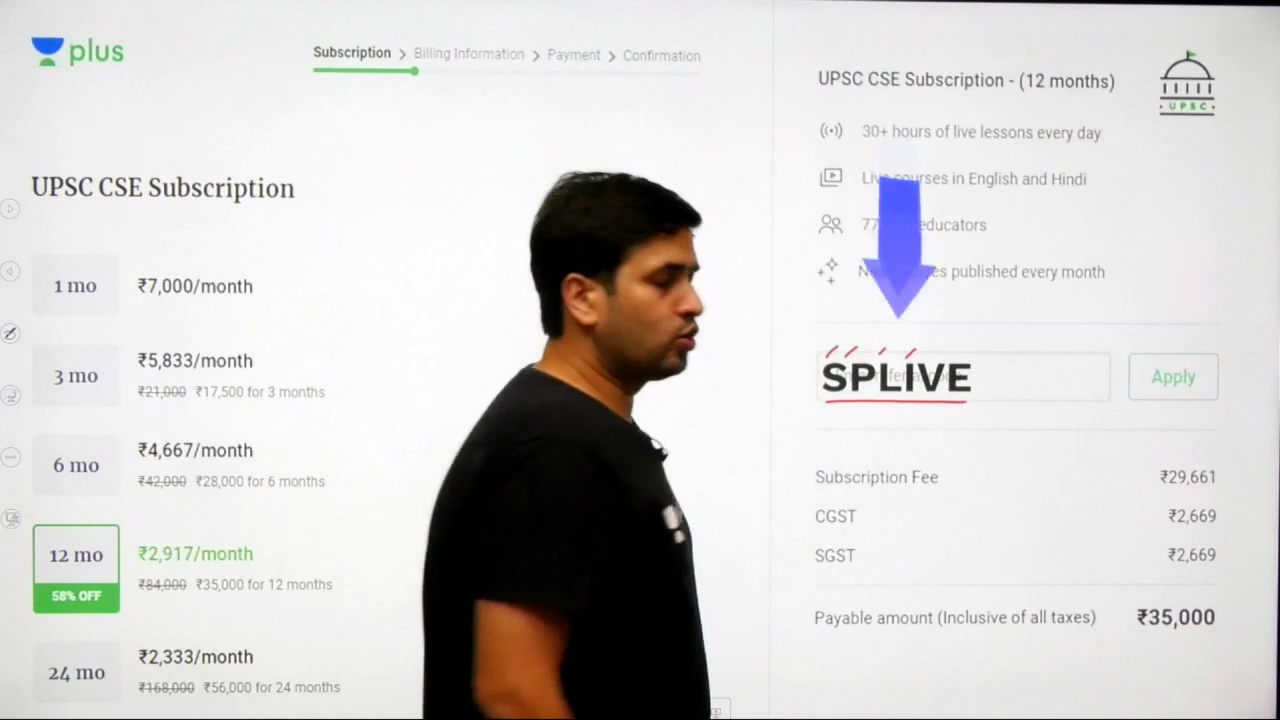 plus
Subscription > Billing Information > Payment > Confirmation
UPSC CSE Subscription
1 mo ₹7,000/month
3 mo ₹5,833/month
₹21,000 ₹17,500 for 3 months
6 mo ₹4,667/month
₹42,000 ₹28,000 for 6 months
12 mo ₹2,917/month
58% OFF ₹84,000 ₹35,000 for 12 months
24 mo ₹2,333/month
₹168,000 ₹56,000 for 24 months
UPSC CSE Subscription - (12 months)
UPSC
30+ hours of live lessons every day
Live courses in English and Hindi
educators
published every month
SPLIVE
Apply
Subscription Fee ₹29,661
CGST ₹2,669
SGST ₹2,669
Payable amount (Inclusive of all taxes) ₹35,000